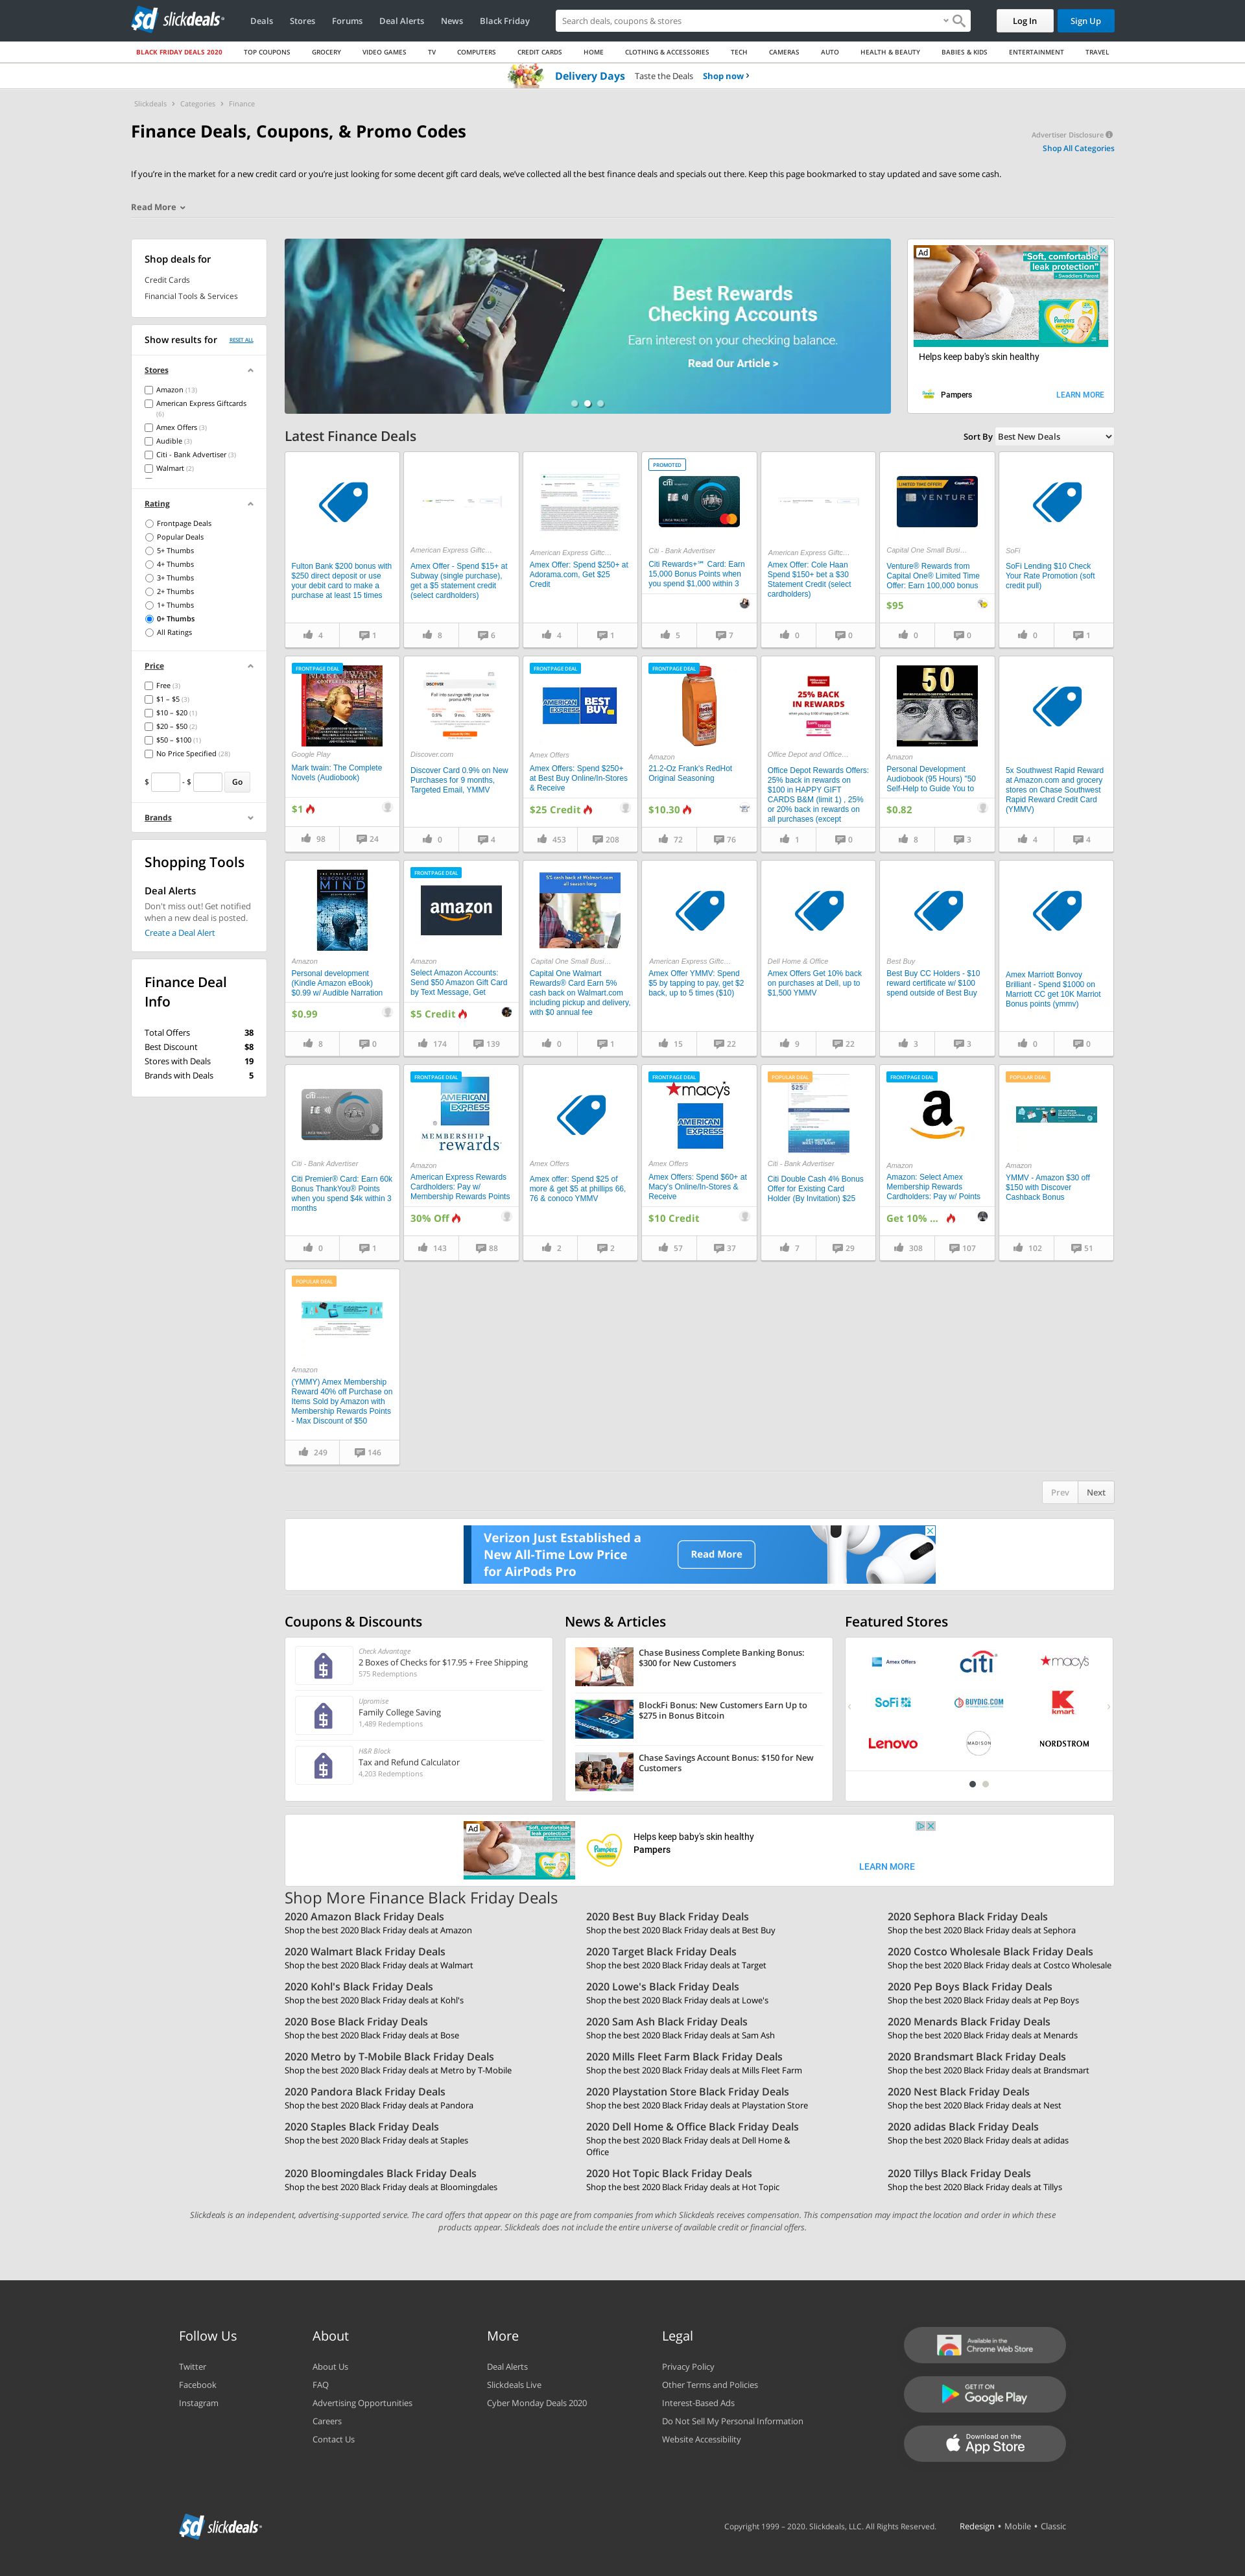 slickdeals
Deals
Stores
Forums
Deal Alerts
News
Black Friday
Search deals, coupons & stores
Log In
Sign Up
BLACK FRIDAY DEALS 2020
TOP COUPONS
GROCERY
VIDEO GAMES
TV
COMPUTERS
CREDIT CARDS
HOME
CLOTHING & ACCESSORIES
TECH
CAMERAS
AUTO
HEALTH & BEAUTY
BABIES & KIDS
ENTERTAINMENT
TRAVEL
Delivery Days Taste the Deals Shop now ›
Slickdeals › Categories › Finance
Finance Deals, Coupons, & Promo Codes
Advertiser Disclosure
Shop All Categories
If you’re in the market for a new credit card or you’re just looking for some decent gift card deals, we’ve collected all the best finance deals and specials out there. Keep this page bookmarked to stay updated and save some cash.
Read More
Shop deals for
Credit Cards
Financial Tools & Services
Show results for RESET ALL
Stores
Amazon (13)
American Express Giftcards
(6)
Amex Offers (3)
Audible (3)
Citi - Bank Advertiser (3)
Walmart (2)
Rating
Frontpage Deals
Popular Deals
5+ Thumbs
4+ Thumbs
3+ Thumbs
2+ Thumbs
1+ Thumbs
0+ Thumbs
All Ratings
Price
Free (3)
$1 – $5 (3)
$10 – $20 (1)
$20 – $50 (2)
$50 – $100 (1)
No Price Specified (28)
$ - $ Go
Brands
Shopping Tools
Deal Alerts
Don't miss out! Get notified
when a new deal is posted.
Create a Deal Alert
Finance Deal
Info
Total Offers 38
Best Discount $8
Stores with Deals 19
Brands with Deals 5
Best Rewards
Checking Accounts
Earn interest on your checking balance.
Read Our Article >
Ad
“Soft, comfortable
leak protection”
- Swaddlers Parent
Helps keep baby's skin healthy
Pampers
LEARN MORE
Latest Finance Deals
Sort By Best New Deals
Fulton Bank $200 bonus with
$250 direct deposit or use
your debit card to make a
purchase at least 15 times
4 1
American Express Giftc...
Amex Offer - Spend $15+ at
Subway (single purchase),
get a $5 statement credit
(select cardholders)
8 6
American Express Giftc...
Amex Offer: Spend $250+ at
Adorama.com, Get $25
Credit
4 1
PROMOTED
Citi - Bank Advertiser
Citi Rewards+℠ Card: Earn
15,000 Bonus Points when
you spend $1,000 within 3
5 7
American Express Giftc...
Amex Offer: Cole Haan
Spend $150+ bet a $30
Statement Credit (select
cardholders)
0 0
LIMITED TIME OFFER!
VENTURE
Capital One Small Busi...
Venture® Rewards from
Capital One® Limited Time
Offer: Earn 100,000 bonus
$95
0 0
SoFi
SoFi Lending $10 Check
Your Rate Promotion (soft
credit pull)
0 1
FRONTPAGE DEAL
MARK TWAIN
Google Play
Mark twain: The Complete
Novels (Audiobook)
$1
98 24
DISCOVER
Discover.com
Discover Card 0.9% on New
Purchases for 9 months,
Targeted Email, YMMV
0 4
FRONTPAGE DEAL
AMERICAN EXPRESS
BEST BUY
Amex Offers
Amex Offers: Spend $250+
at Best Buy Online/In-Stores
& Receive
$25 Credit
453 208
FRONTPAGE DEAL
Amazon
21.2-Oz Frank's RedHot
Original Seasoning
$10.30
72 76
25% BACK
IN REWARDS
Office Depot and Office...
Office Depot Rewards Offers:
25% back in rewards on
$100 in HAPPY GIFT
CARDS B&M (limit 1) , 25%
or 20% back in rewards on
all purchases (except
1 0
50
Amazon
Personal Development
Audiobook (95 Hours) "50
Self-Help to Guide You to
$0.82
8 3
5x Southwest Rapid Reward
at Amazon.com and grocery
stores on Chase Southwest
Rapid Reward Credit Card
(YMMV)
4 4
SUBCONSCIOUS
MIND
Amazon
Personal development
(Kindle Amazon eBook)
$0.99 w/ Audible Narration
$0.99
8 0
FRONTPAGE DEAL
amazon
Amazon
Select Amazon Accounts:
Send $50 Amazon Gift Card
by Text Message, Get
$5 Credit
174 139
5% cash back at Walmart.com
all season long
Capital One Small Busi...
Capital One Walmart
Rewards® Card Earn 5%
cash back on Walmart.com
including pickup and delivery,
with $0 annual fee
0 1
American Express Giftc...
Amex Offer YMMV: Spend
$5 by tapping to pay, get $2
back, up to 5 times ($10)
15 22
Dell Home & Office
Amex Offers Get 10% back
on purchases at Dell, up to
$1,500 YMMV
9 22
Best Buy
Best Buy CC Holders - $10
reward certificate w/ $100
spend outside of Best Buy
3 3
Amex Marriott Bonvoy
Brilliant - Spend $1000 on
Marriott CC get 10K Marriot
Bonus points (ymmv)
0 0
Citi - Bank Advertiser
Citi Premier® Card: Earn 60k
Bonus ThankYou® Points
when you spend $4k within 3
months
0 1
FRONTPAGE DEAL
AMERICAN EXPRESS
MEMBERSHIP
rewards
Amazon
American Express Rewards
Cardholders: Pay w/
Membership Rewards Points
30% Off
143 88
Amex Offers
Amex offer: Spend $25 of
more & get $5 at phillips 66,
76 & conoco YMMV
2 2
FRONTPAGE DEAL
macy's
AMERICAN EXPRESS
Amex Offers
Amex Offers: Spend $60+ at
Macy's Online/In-Stores &
Receive
$10 Credit
57 37
POPULAR DEAL
Citi - Bank Advertiser
Citi Double Cash 4% Bonus
Offer for Existing Card
Holder (By Invitation) $25
7 29
FRONTPAGE DEAL
a
Amazon
Amazon: Select Amex
Membership Rewards
Cardholders: Pay w/ Points
Get 10% ...
308 107
POPULAR DEAL
Amazon
YMMV - Amazon $30 off
$150 with Discover
Cashback Bonus
102 51
POPULAR DEAL
Amazon
(YMMY) Amex Membership
Reward 40% off Purchase on
Items Sold by Amazon with
Membership Rewards Points
- Max Discount of $50
249 146
Prev Next
Verizon Just Established a
New All-Time Low Price
for AirPods Pro
Read More
Coupons & Discounts
Check Advantage
2 Boxes of Checks for $17.95 + Free Shipping
575 Redemptions
Upromise
Family College Saving
1,489 Redemptions
H&R Block
Tax and Refund Calculator
4,203 Redemptions
News & Articles
Chase Business Complete Banking Bonus:
$300 for New Customers
BlockFi Bonus: New Customers Earn Up to
$275 in Bonus Bitcoin
Chase Savings Account Bonus: $150 for New
Customers
Featured Stores
Amex Offers
citi
macy's
SoFi
BUYDIG.COM
kmart
Lenovo
MADISON
NORDSTROM
Ad
Helps keep baby's skin healthy
Pampers
LEARN MORE
Shop More Finance Black Friday Deals
2020 Amazon Black Friday Deals
Shop the best 2020 Black Friday deals at Amazon
2020 Best Buy Black Friday Deals
Shop the best 2020 Black Friday deals at Best Buy
2020 Sephora Black Friday Deals
Shop the best 2020 Black Friday deals at Sephora
2020 Walmart Black Friday Deals
Shop the best 2020 Black Friday deals at Walmart
2020 Target Black Friday Deals
Shop the best 2020 Black Friday deals at Target
2020 Costco Wholesale Black Friday Deals
Shop the best 2020 Black Friday deals at Costco Wholesale
2020 Kohl's Black Friday Deals
Shop the best 2020 Black Friday deals at Kohl's
2020 Lowe's Black Friday Deals
Shop the best 2020 Black Friday deals at Lowe's
2020 Pep Boys Black Friday Deals
Shop the best 2020 Black Friday deals at Pep Boys
2020 Bose Black Friday Deals
Shop the best 2020 Black Friday deals at Bose
2020 Sam Ash Black Friday Deals
Shop the best 2020 Black Friday deals at Sam Ash
2020 Menards Black Friday Deals
Shop the best 2020 Black Friday deals at Menards
2020 Metro by T-Mobile Black Friday Deals
Shop the best 2020 Black Friday deals at Metro by T-Mobile
2020 Mills Fleet Farm Black Friday Deals
Shop the best 2020 Black Friday deals at Mills Fleet Farm
2020 Brandsmart Black Friday Deals
Shop the best 2020 Black Friday deals at Brandsmart
2020 Pandora Black Friday Deals
Shop the best 2020 Black Friday deals at Pandora
2020 Playstation Store Black Friday Deals
Shop the best 2020 Black Friday deals at Playstation Store
2020 Nest Black Friday Deals
Shop the best 2020 Black Friday deals at Nest
2020 Staples Black Friday Deals
Shop the best 2020 Black Friday deals at Staples
2020 Dell Home & Office Black Friday Deals
Shop the best 2020 Black Friday deals at Dell Home &
Office
2020 adidas Black Friday Deals
Shop the best 2020 Black Friday deals at adidas
2020 Bloomingdales Black Friday Deals
Shop the best 2020 Black Friday deals at Bloomingdales
2020 Hot Topic Black Friday Deals
Shop the best 2020 Black Friday deals at Hot Topic
2020 Tillys Black Friday Deals
Shop the best 2020 Black Friday deals at Tillys
Slickdeals is an independent, advertising-supported service. The card offers that appear on this page are from companies from which Slickdeals receives compensation. This compensation may impact the location and order in which these
products appear. Slickdeals does not include the entire universe of available credit or financial offers.
Follow Us
Twitter
Facebook
Instagram
About
About Us
FAQ
Advertising Opportunities
Careers
Contact Us
More
Deal Alerts
Slickdeals Live
Cyber Monday Deals 2020
Legal
Privacy Policy
Other Terms and Policies
Interest-Based Ads
Do Not Sell My Personal Information
Website Accessibility
Available in the
Chrome Web Store
GET IT ON
Google Play
Download on the
App Store
slickdeals
Copyright 1999 – 2020. Slickdeals, LLC. All Rights Reserved.
Redesign • Mobile • Classic